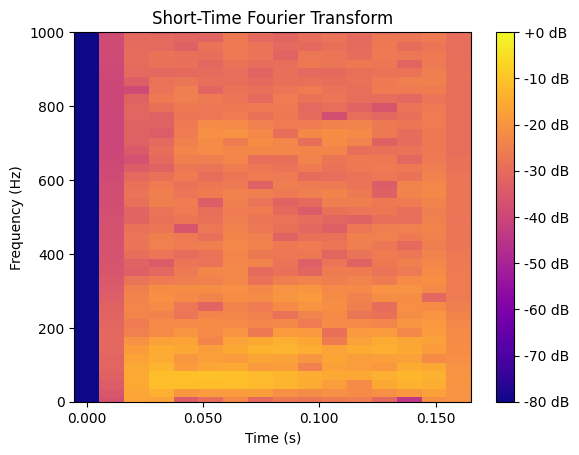 Short-Time Fourier Transform
1000
800
600
400
200
0
Frequency (Hz)
0.000
0.050
0.100
0.150
Time (s)
+0 dB
-10 dB
-20 dB
-30 dB
-40 dB
-50 dB
-60 dB
-70 dB
-80 dB